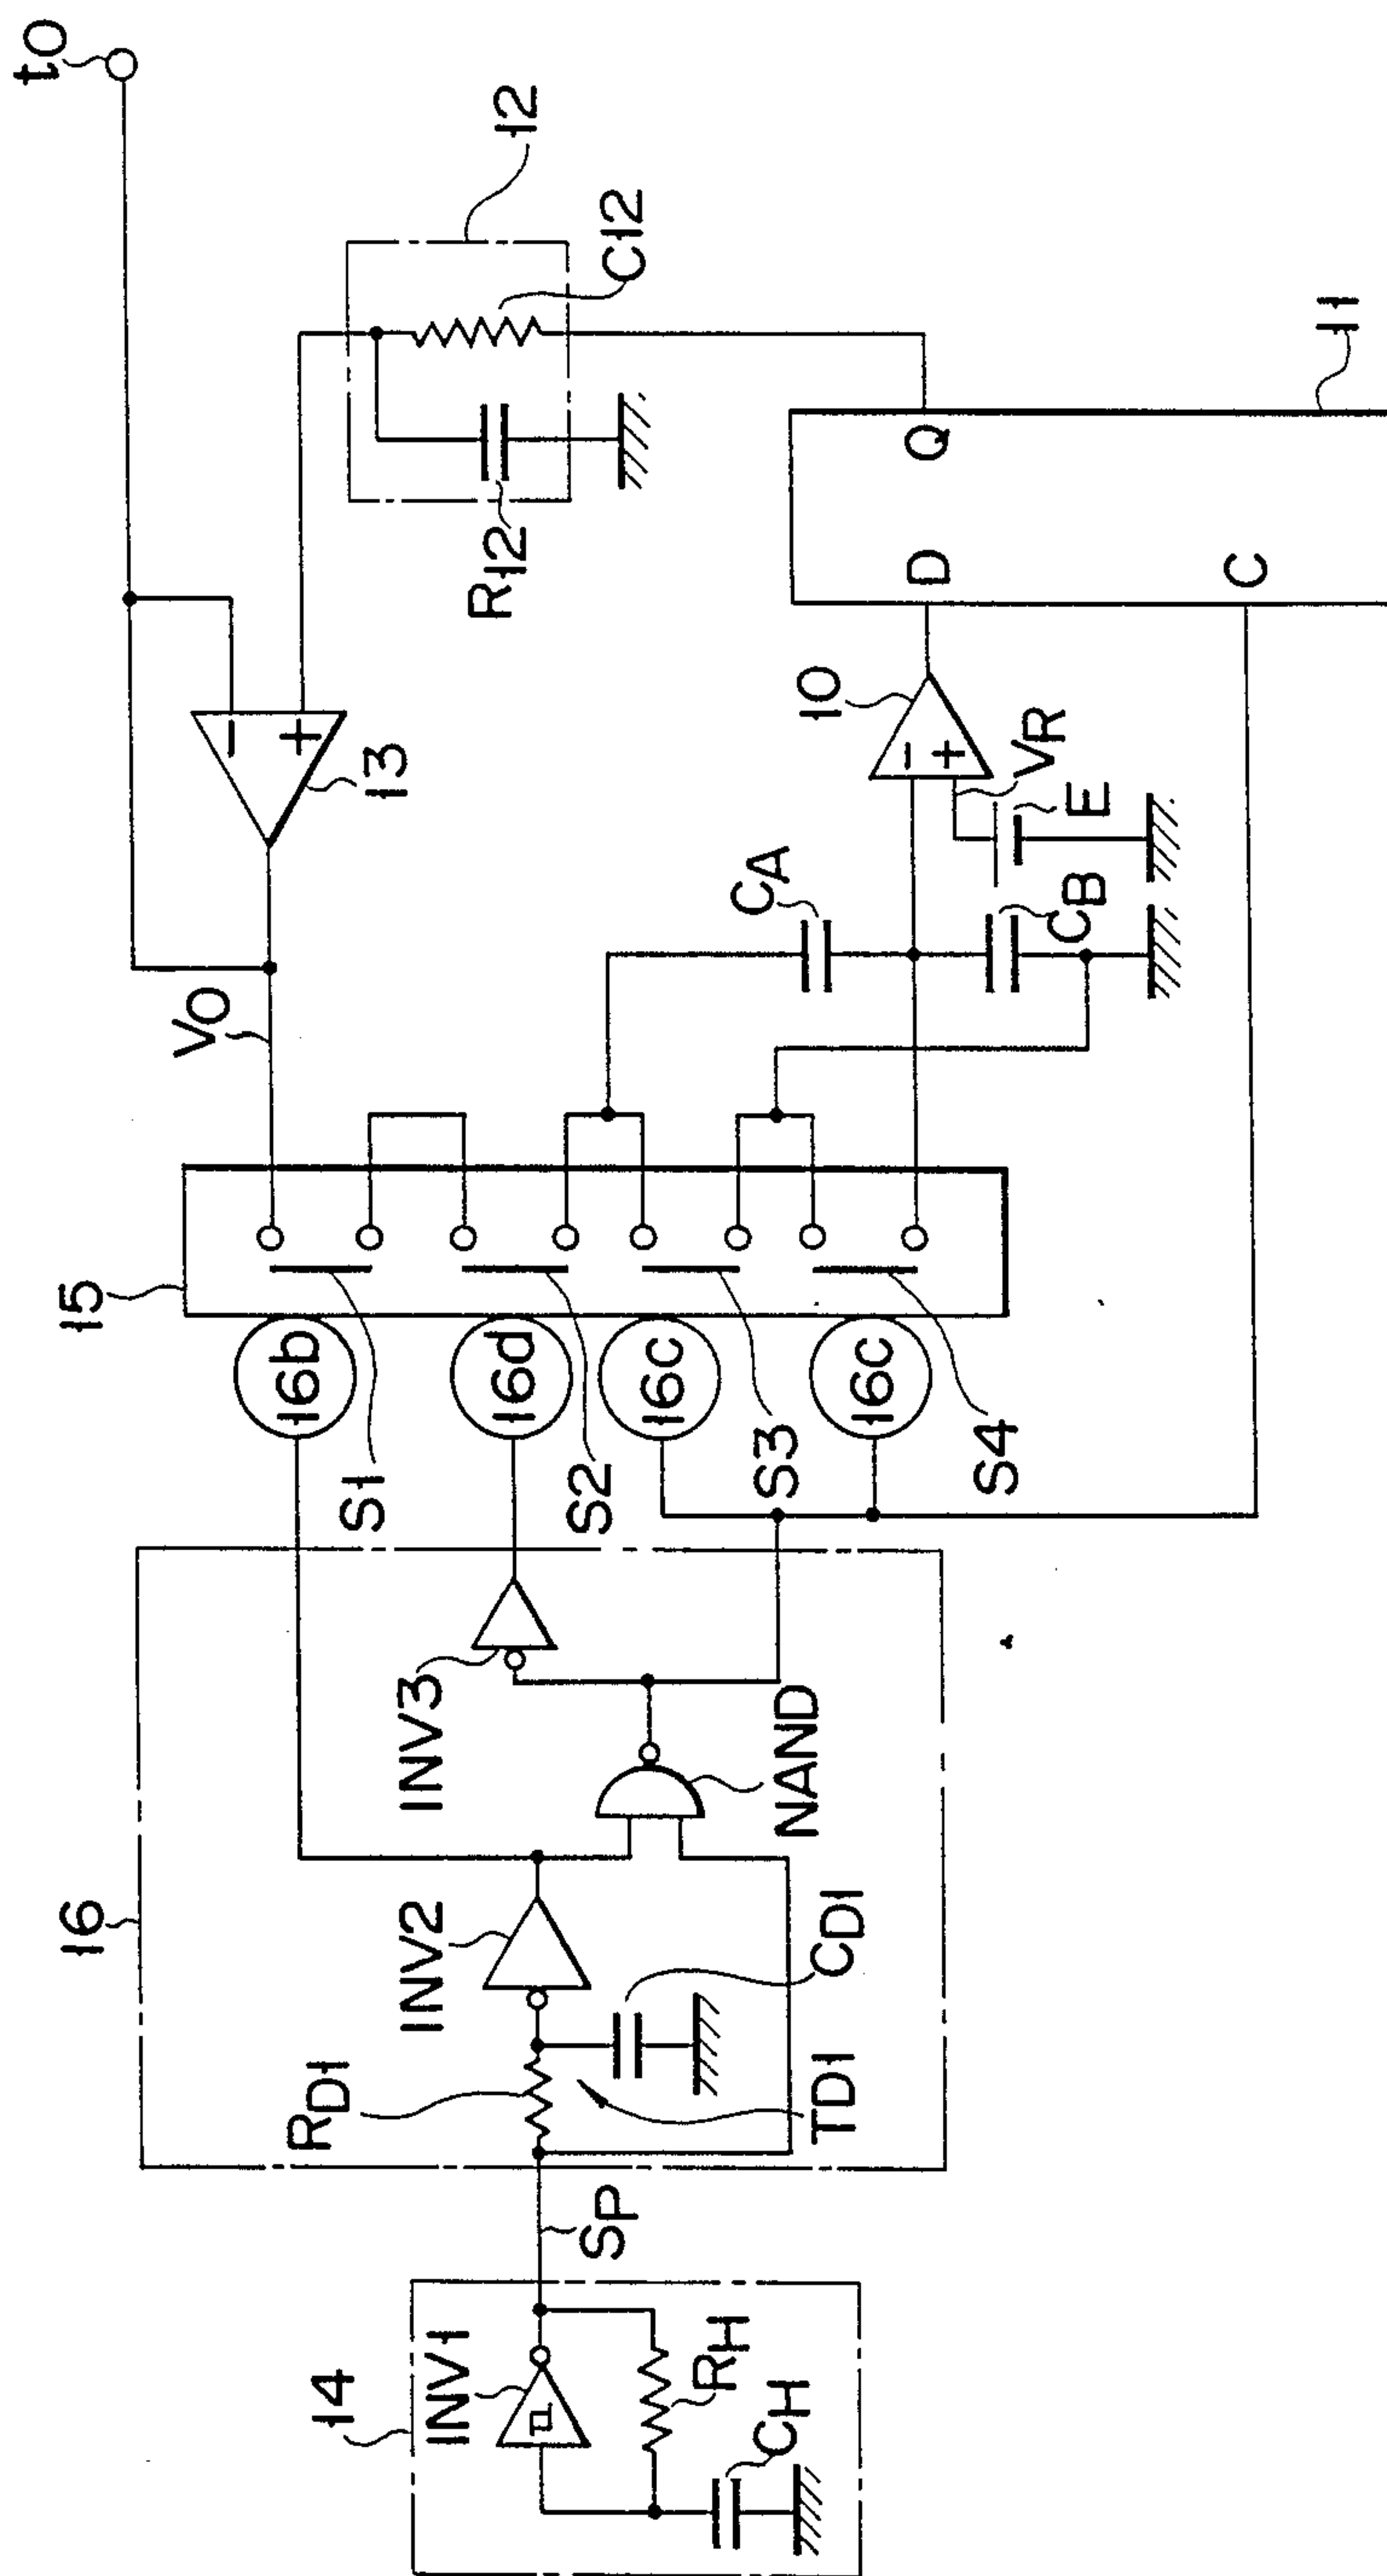 14
INV1
RH
CH
SP
16
RD1
INV2
CD1
TD1
INV3
NAND
15
16b
16d
16c
16c
S1
S2
S3
S4
V0
13
−
+
t0
12
C12
R12
CA
CB
E
VR
10
−
+
11
D
Q
C